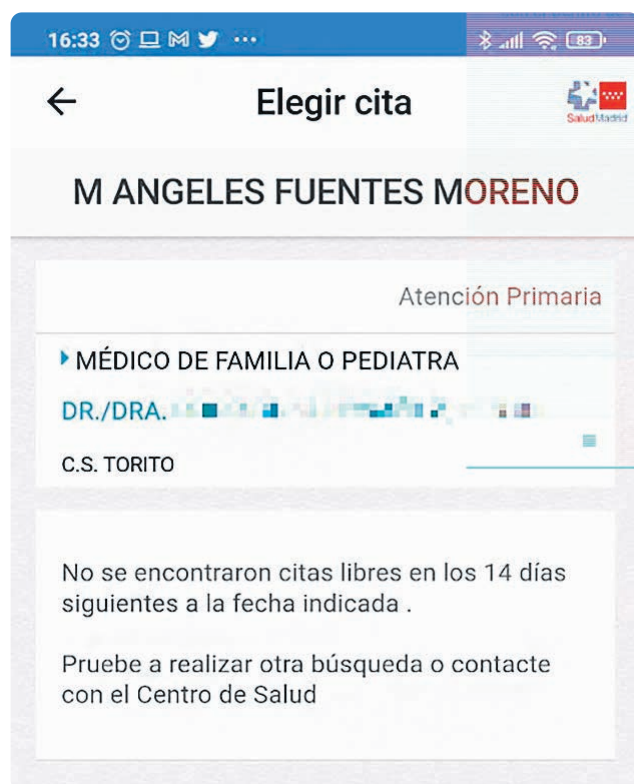 16:33
83
Elegir cita
SaludMadrid
M ANGELES FUENTES MORENO
Atención Primaria
MÉDICO DE FAMILIA O PEDIATRA
DR./DRA.
C.S. TORITO
No se encontraron citas libres en los 14 días
siguientes a la fecha indicada .
Pruebe a realizar otra búsqueda o contacte
con el Centro de Salud